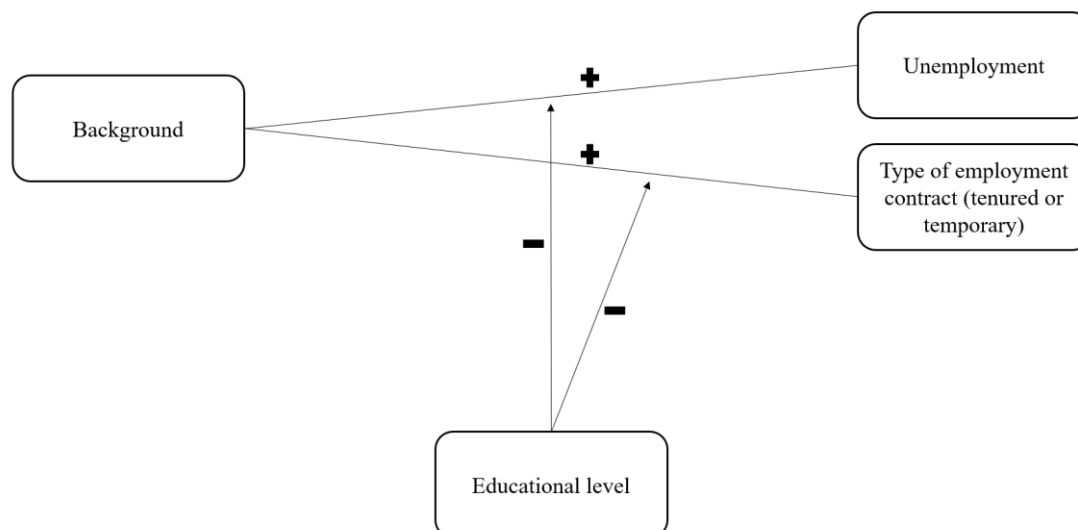 Unemployment
+
Background
+
Type of employment
contract (tenured or
temporary)
-
-
Educational level